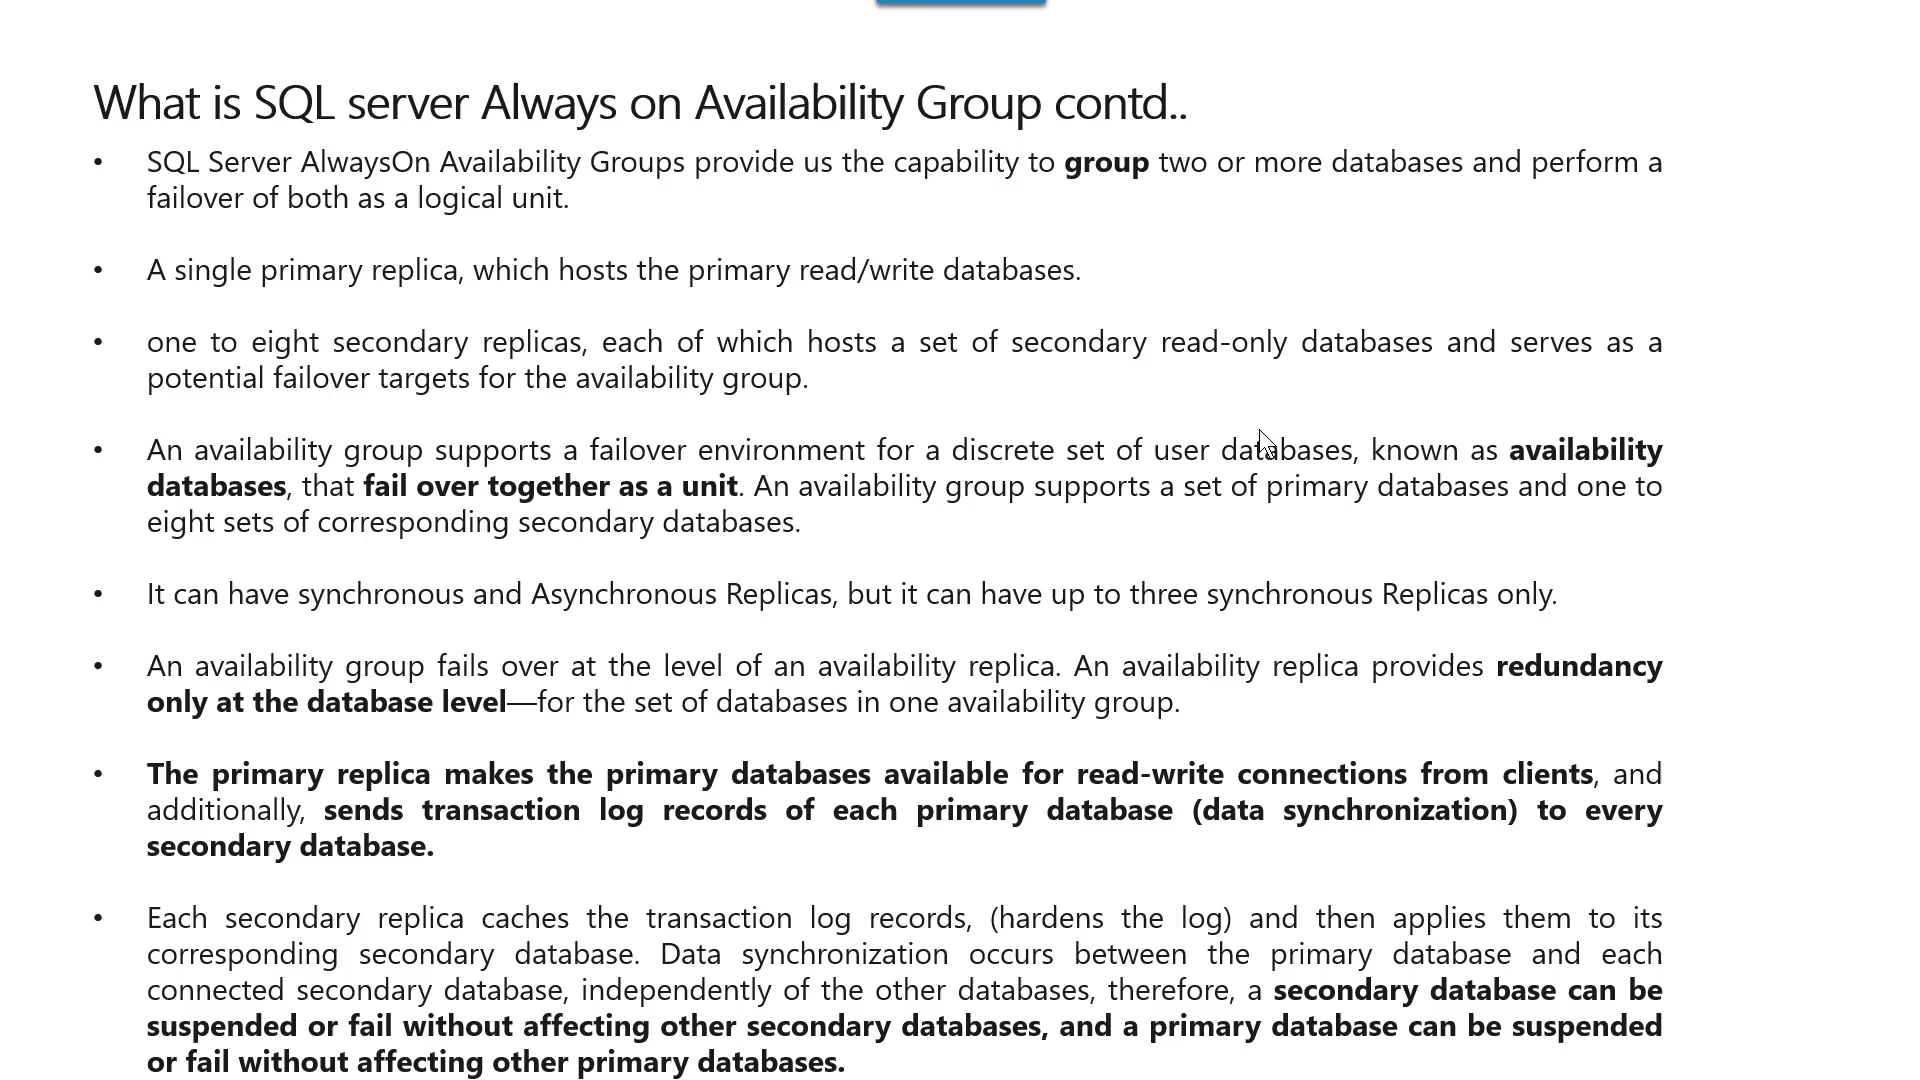 What is SQL server Always on Availability Group contd..
• SQL Server AlwaysOn Availability Groups provide us the capability to group two or more databases and perform a
failover of both as a logical unit.
• A single primary replica, which hosts the primary read/write databases.
• one to eight secondary replicas, each of which hosts a set of secondary read-only databases and serves as a
potential failover targets for the availability group.
• An availability group supports a failover environment for a discrete set of user databases, known as availability
databases, that fail over together as a unit. An availability group supports a set of primary databases and one to
eight sets of corresponding secondary databases.
• It can have synchronous and Asynchronous Replicas, but it can have up to three synchronous Replicas only.
• An availability group fails over at the level of an availability replica. An availability replica provides redundancy
only at the database level—for the set of databases in one availability group.
• The primary replica makes the primary databases available for read-write connections from clients, and
additionally, sends transaction log records of each primary database (data synchronization) to every
secondary database.
• Each secondary replica caches the transaction log records, (hardens the log) and then applies them to its
corresponding secondary database. Data synchronization occurs between the primary database and each
connected secondary database, independently of the other databases, therefore, a secondary database can be
suspended or fail without affecting other secondary databases, and a primary database can be suspended
or fail without affecting other primary databases.